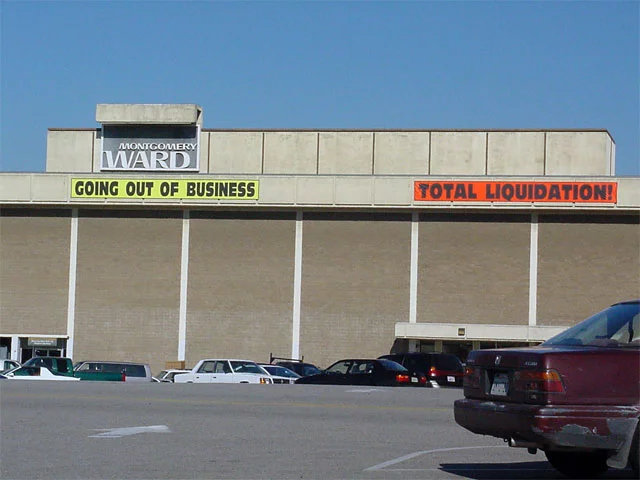 MONTGOMERY
WARD
GOING OUT OF BUSINESS
TOTAL LIQUIDATION!